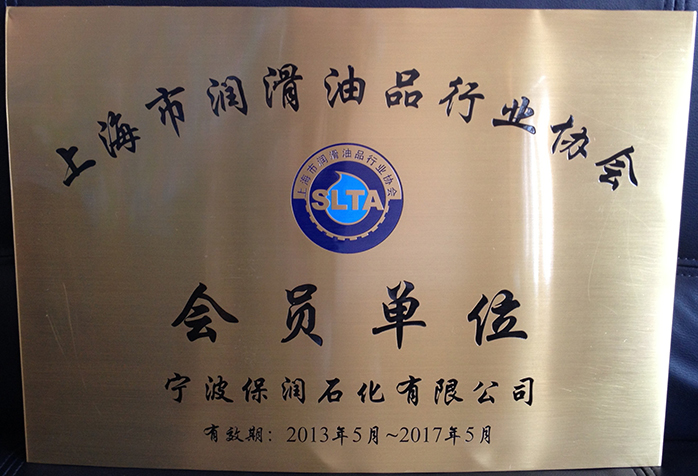 上海市润滑油品行业协会
上海市润滑油品行业协会
SLTA
会员单位
宁波保润石化有限公司
有效期：2013年5月~2017年5月